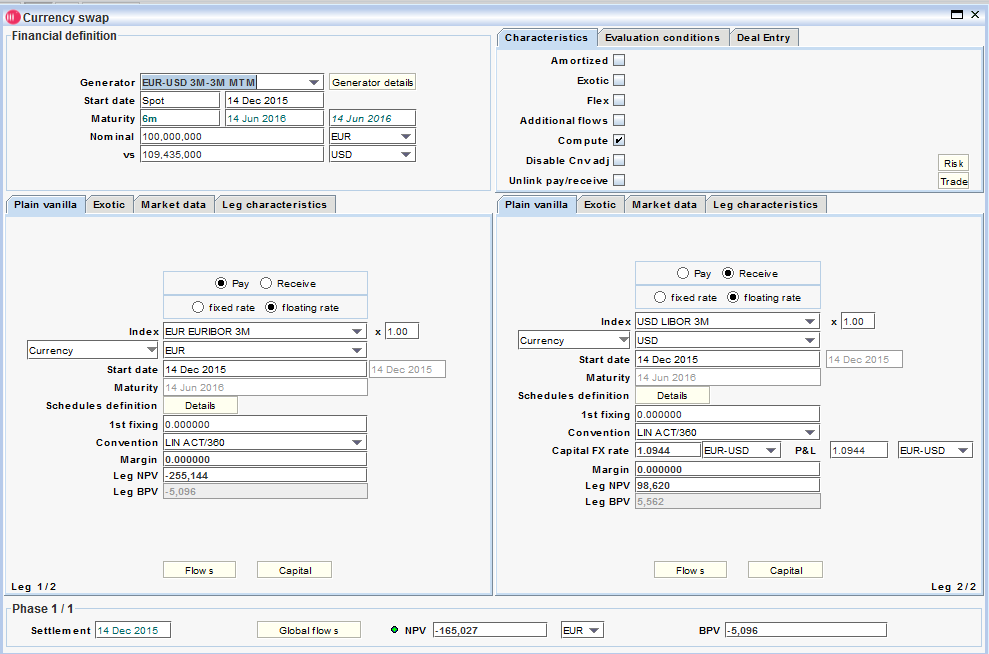 Currency swap
Financial definition
Generator EUR-USD 3M-3M MTM Generator details
Start date Spot 14 Dec 2015
Maturity 6m 14 Jun 2016 14 Jun 2016
Nominal 100,000,000 EUR
vs 109,435,000 USD
Characteristics Evaluation conditions Deal Entry
Amortized
Exotic
Flex
Additional flows
Compute
Disable Cnv adj
Unlink pay/receive
Risk
Trade
Plain vanilla Exotic Market data Leg characteristics
Pay Receive
fixed rate floating rate
Index EUR EURIBOR 3M x 1.00
Currency EUR
Start date 14 Dec 2015 14 Dec 2015
Maturity 14 Jun 2016
Schedules definition Details
1st fixing 0.000000
Convention LIN ACT/360
Margin 0.000000
Leg NPV -255,144
Leg BPV -5,096
Flows Capital
Leg 1/2
Plain vanilla Exotic Market data Leg characteristics
Pay Receive
fixed rate floating rate
Index USD LIBOR 3M x 1.00
Currency USD
Start date 14 Dec 2015 14 Dec 2015
Maturity 14 Jun 2016
Schedules definition Details
1st fixing 0.000000
Convention LIN ACT/360
Capital FX rate 1.0944 EUR-USD P&L 1.0944 EUR-USD
Margin 0.000000
Leg NPV 98,620
Leg BPV 5,562
Flows Capital
Leg 2/2
Phase 1 / 1
Settlement 14 Dec 2015 Global flows NPV -165,027 EUR BPV -5,096